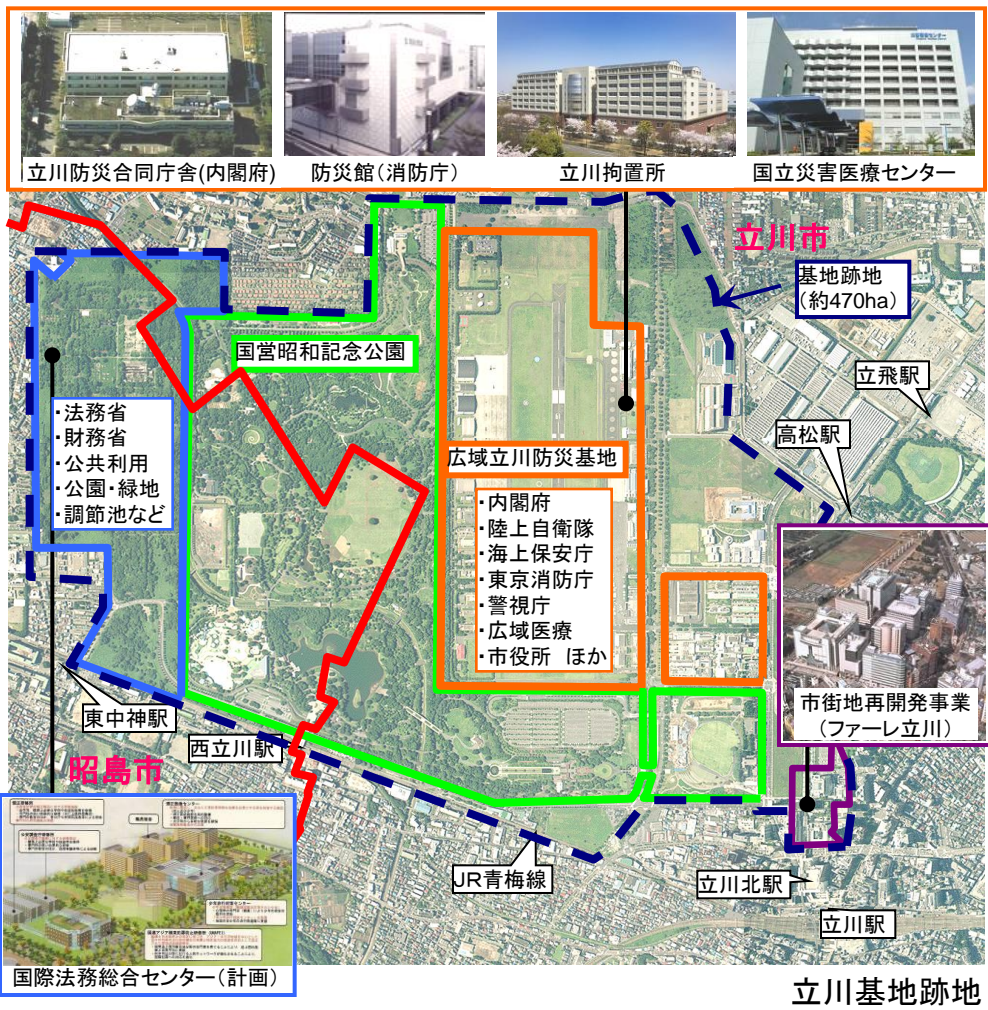 立川防災合同庁舎(内閣府)
防災館(消防庁)
立川拘置所
国立災害医療センター
立川市
基地跡地
(約470ha)
国営昭和記念公園
立飛駅
・法務省
・財務省
・公共利用
・公園・緑地
・調節池など
高松駅
広域立川防災基地
・内閣府
・陸上自衛隊
・海上保安庁
・東京消防庁
・警視庁
・広域医療
・市役所 ほか
市街地再開発事業
(ファーレ立川)
東中神駅
西立川駅
昭島市
JR青梅線
立川北駅
立川駅
国際法務総合センター(計画)
立川基地跡地